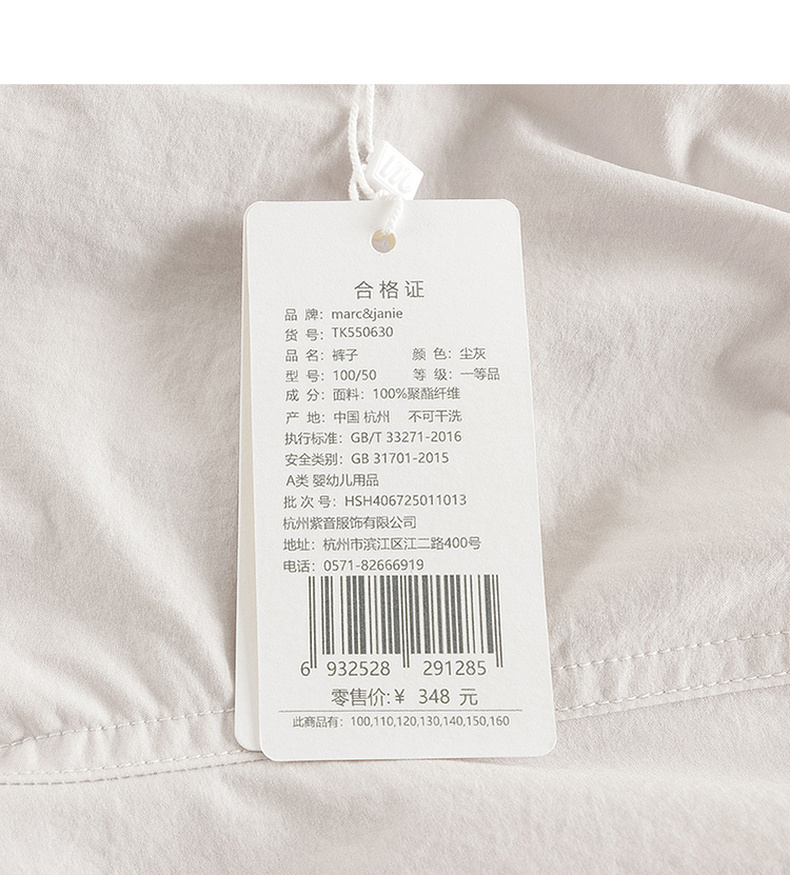 合格证
品 牌：marc&janie
货 号：TK550630
品 名：裤子 颜 色：尘灰
型 号：100/50 等 级：一等品
成 分：面料：100%聚酯纤维
产 地：中国 杭州 不可干洗
执行标准：GB/T 33271-2016
安全类别：GB 31701-2015
A类 婴幼儿用品
批 次 号：HSH406725011013
杭州紫音服饰有限公司
地址：杭州市滨江区江二路400号
电话：0571-82666919
6 932528 291285
零售价:¥ 348 元
此商品有：100,110,120,130,140,150,160